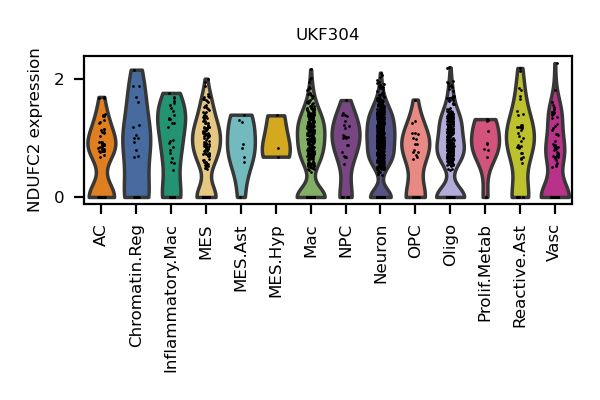 UKF304
NDUFC2 expression
2
0
AC
Chromatin.Reg
Inflammatory.Mac
MES
MES.Ast
MES.Hyp
Mac
NPC
Neuron
OPC
Oligo
Prolif.Metab
Reactive.Ast
Vasc